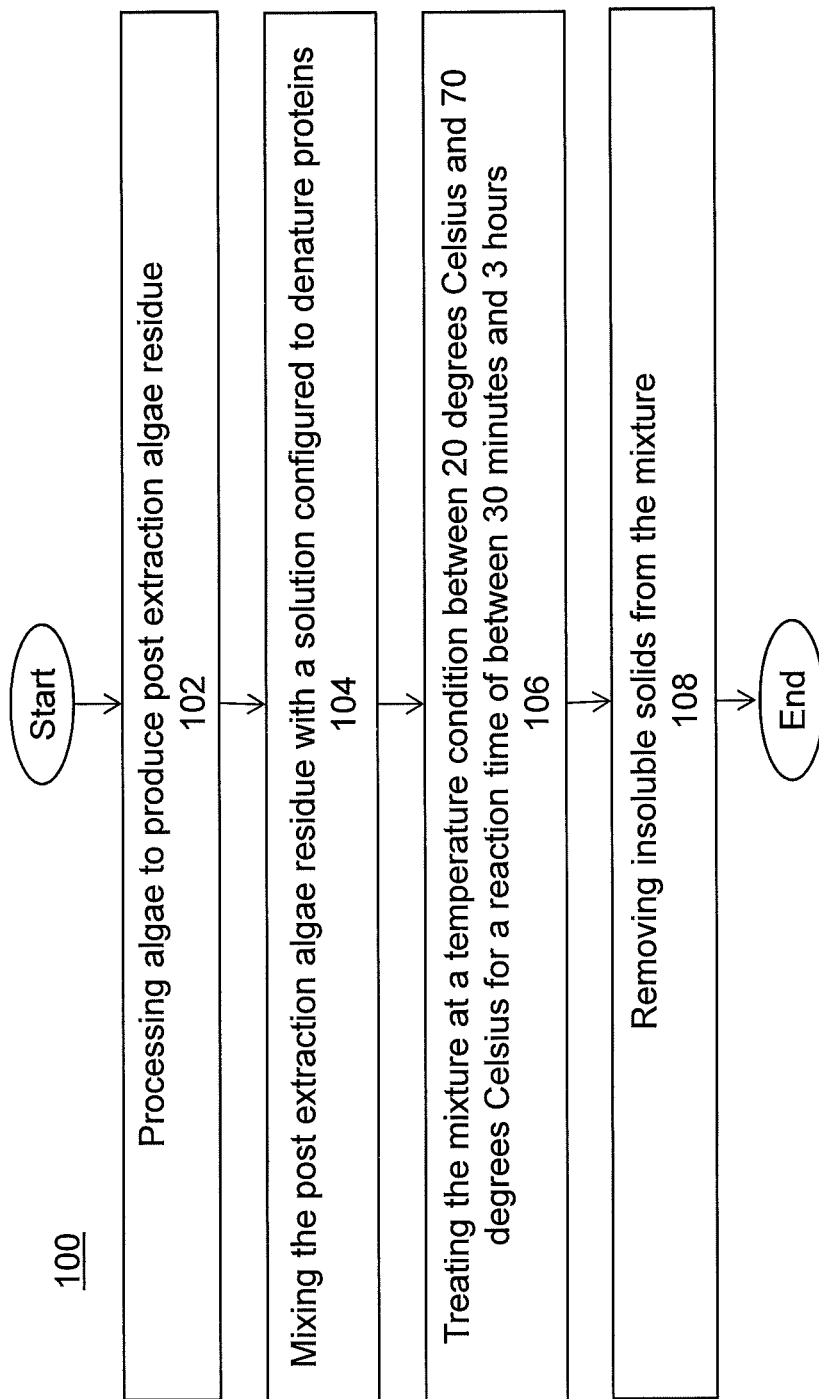 100
Start
Processing algae to produce post extraction algae residue
102
Mixing the post extraction algae residue with a solution configured to denature proteins
104
Treating the mixture at a temperature condition between 20 degrees Celsius and 70
degrees Celsius for a reaction time of between 30 minutes and 3 hours
106
Removing insoluble solids from the mixture
108
End